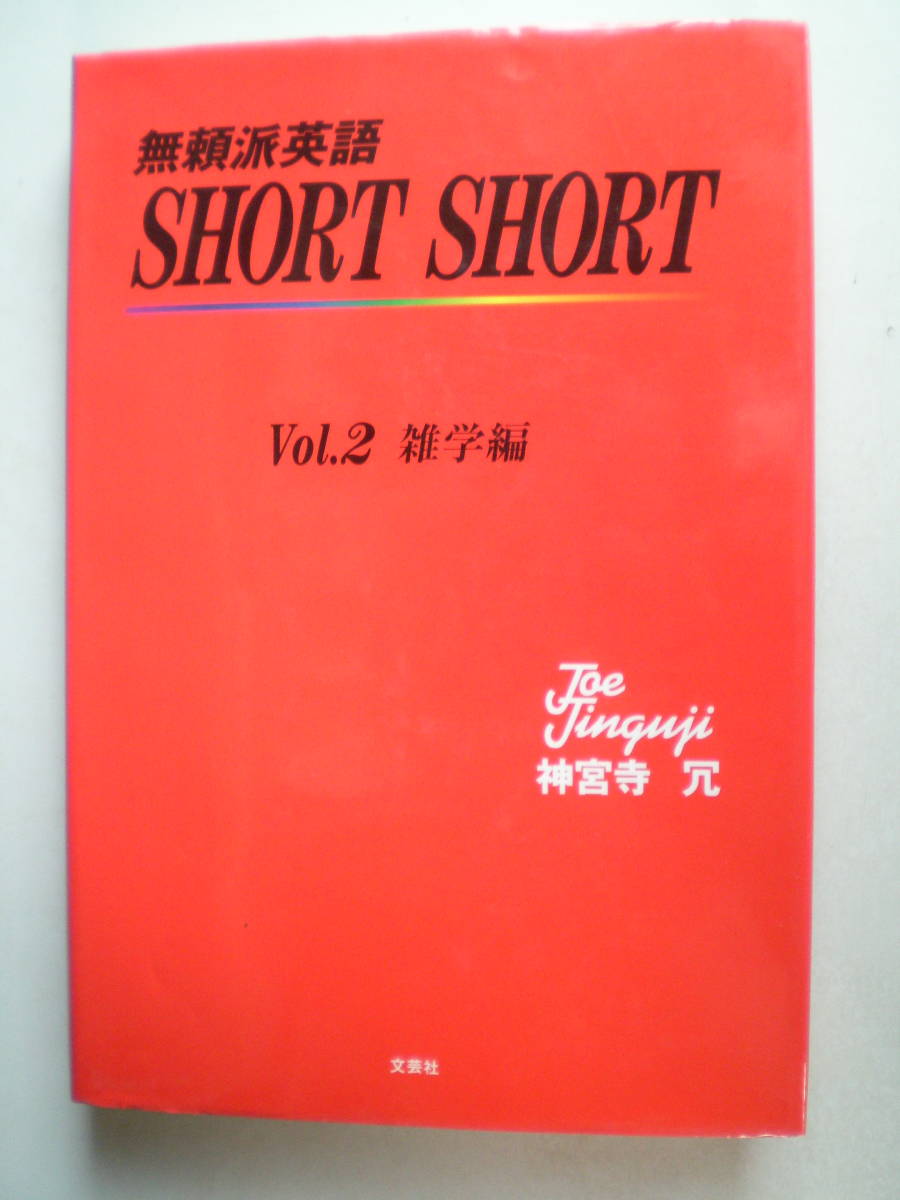 無頼派英語
SHORT SHORT
Vol.2 雑学編
Joe
Jinguji
神宮寺 冗
文芸社